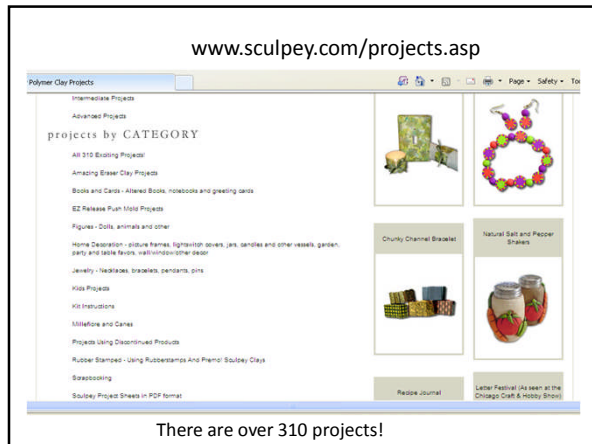 www.sculpey.com/projects.asp
Polymer Clay Projects
Page
Safety
Intermediate Projects
Advanced Projects
projects by CATEGORY
All 310 Exciting Projects!
Amazing Eraser Clay Projects
Books and Cards - Altered Books, notebooks and greeting cards
EZ Release Push Mold Projects
Figures - Dolls, animals and other
Home Decoration - picture frames, lightswitch covers, jars, candles and other vessels, garden,
party and table favors, wall/window/other decor
Jewelry - Necklaces, bracelets, pendants, pins
Kids Projects
Kit Instructions
Millefiore and Canes
Projects Using Discontinued Products
Rubber Stamped - Using Rubberstamps And Premo! Sculpey Clays
Scrapbooking
Sculpey Project Sheets in PDF format
Chunky Channel Bracelet
Natural Salt and Pepper
Shakers
Recipe Journal
Letter Festival (As seen at the
Chicago Craft & Hobby Show)
There are over 310 projects!